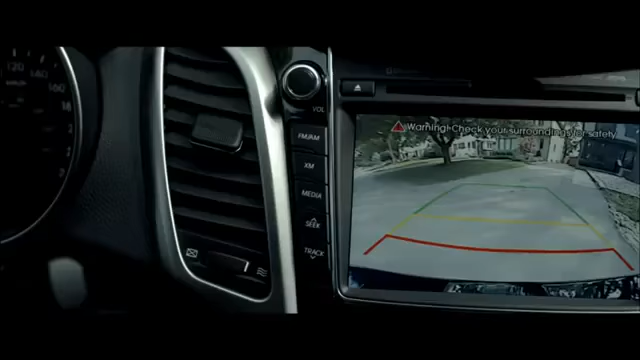 120
140
160
VOL
FM/AM
XM
MEDIA
SEEK
TRACK
Warning! Check your surroundings for safety.